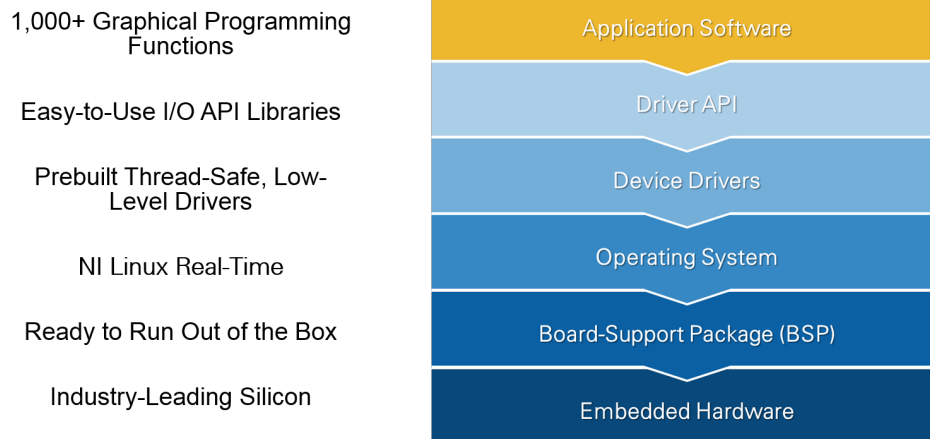 1,000+ Graphical Programming
Functions
Application Software
Easy-to-Use I/O API Libraries
Driver API
Prebuilt Thread-Safe, Low-
Level Drivers
Device Drivers
NI Linux Real-Time
Operating System
Ready to Run Out of the Box
Board-Support Package (BSP)
Industry-Leading Silicon
Embedded Hardware